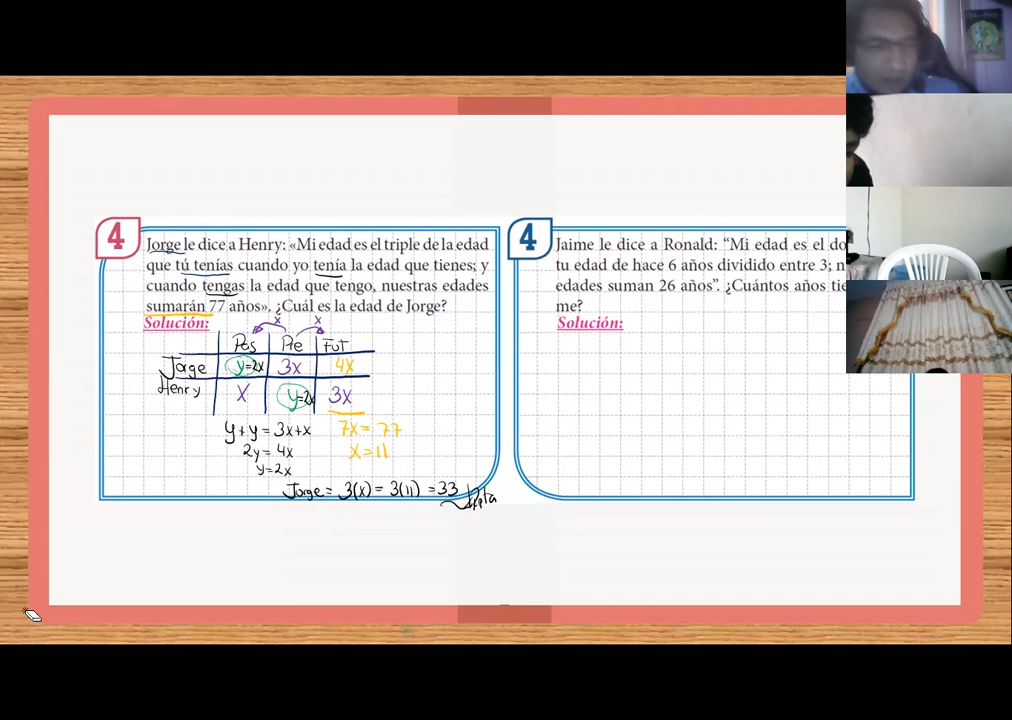 4
Jorge le dice a Henry: «Mi edad es el triple de la edad
que tú tenías cuando yo tenía la edad que tienes; y
cuando tengas la edad que tengo, nuestras edades
sumarán 77 años». ¿Cuál es la edad de Jorge?
Solución:
x x
Pas Pre FUT
Jorge y=2x 3x 4x
Henry x y=2x 3x
y+y = 3x+x 7x = 77
2y = 4x x = 11
y=2x
Jorge = 3(x) = 3(11) = 33 Rpta
4
Jaime le dice a Ronald: "Mi edad es el do
tu edad de hace 6 años dividido entre 3; n
edades suman 26 años". ¿Cuántos años tie
me?
Solución: